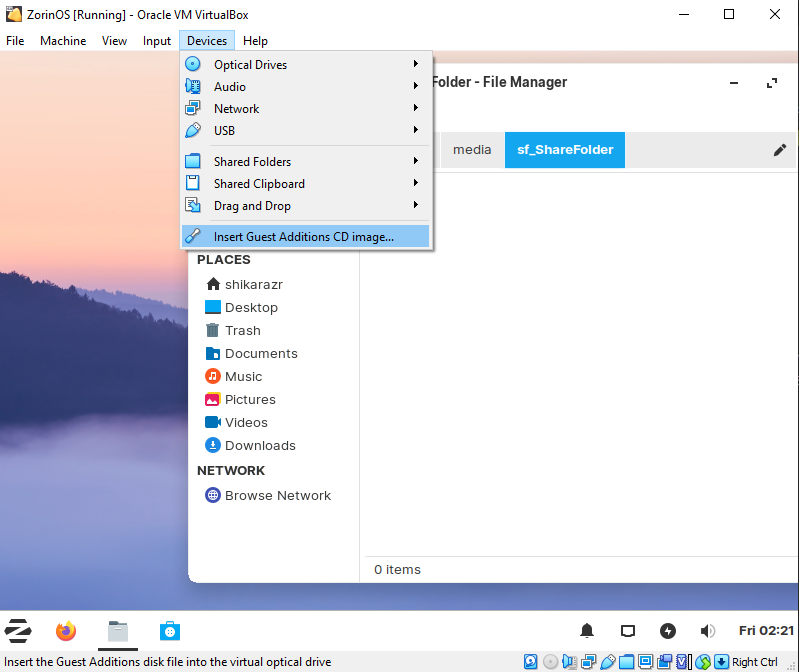 ZorinOS [Running] - Oracle VM VirtualBox
File Machine View Input Devices Help
Optical Drives
Audio
Network
USB
Shared Folders
Shared Clipboard
Drag and Drop
Insert Guest Additions CD image...
Folder - File Manager
media sf_ShareFolder
PLACES
shikarazr
Desktop
Trash
Documents
Music
Pictures
Videos
Downloads
NETWORK
Browse Network
0 items
Fri 02:21
Insert the Guest Additions disk file into the virtual optical drive
Right Ctrl